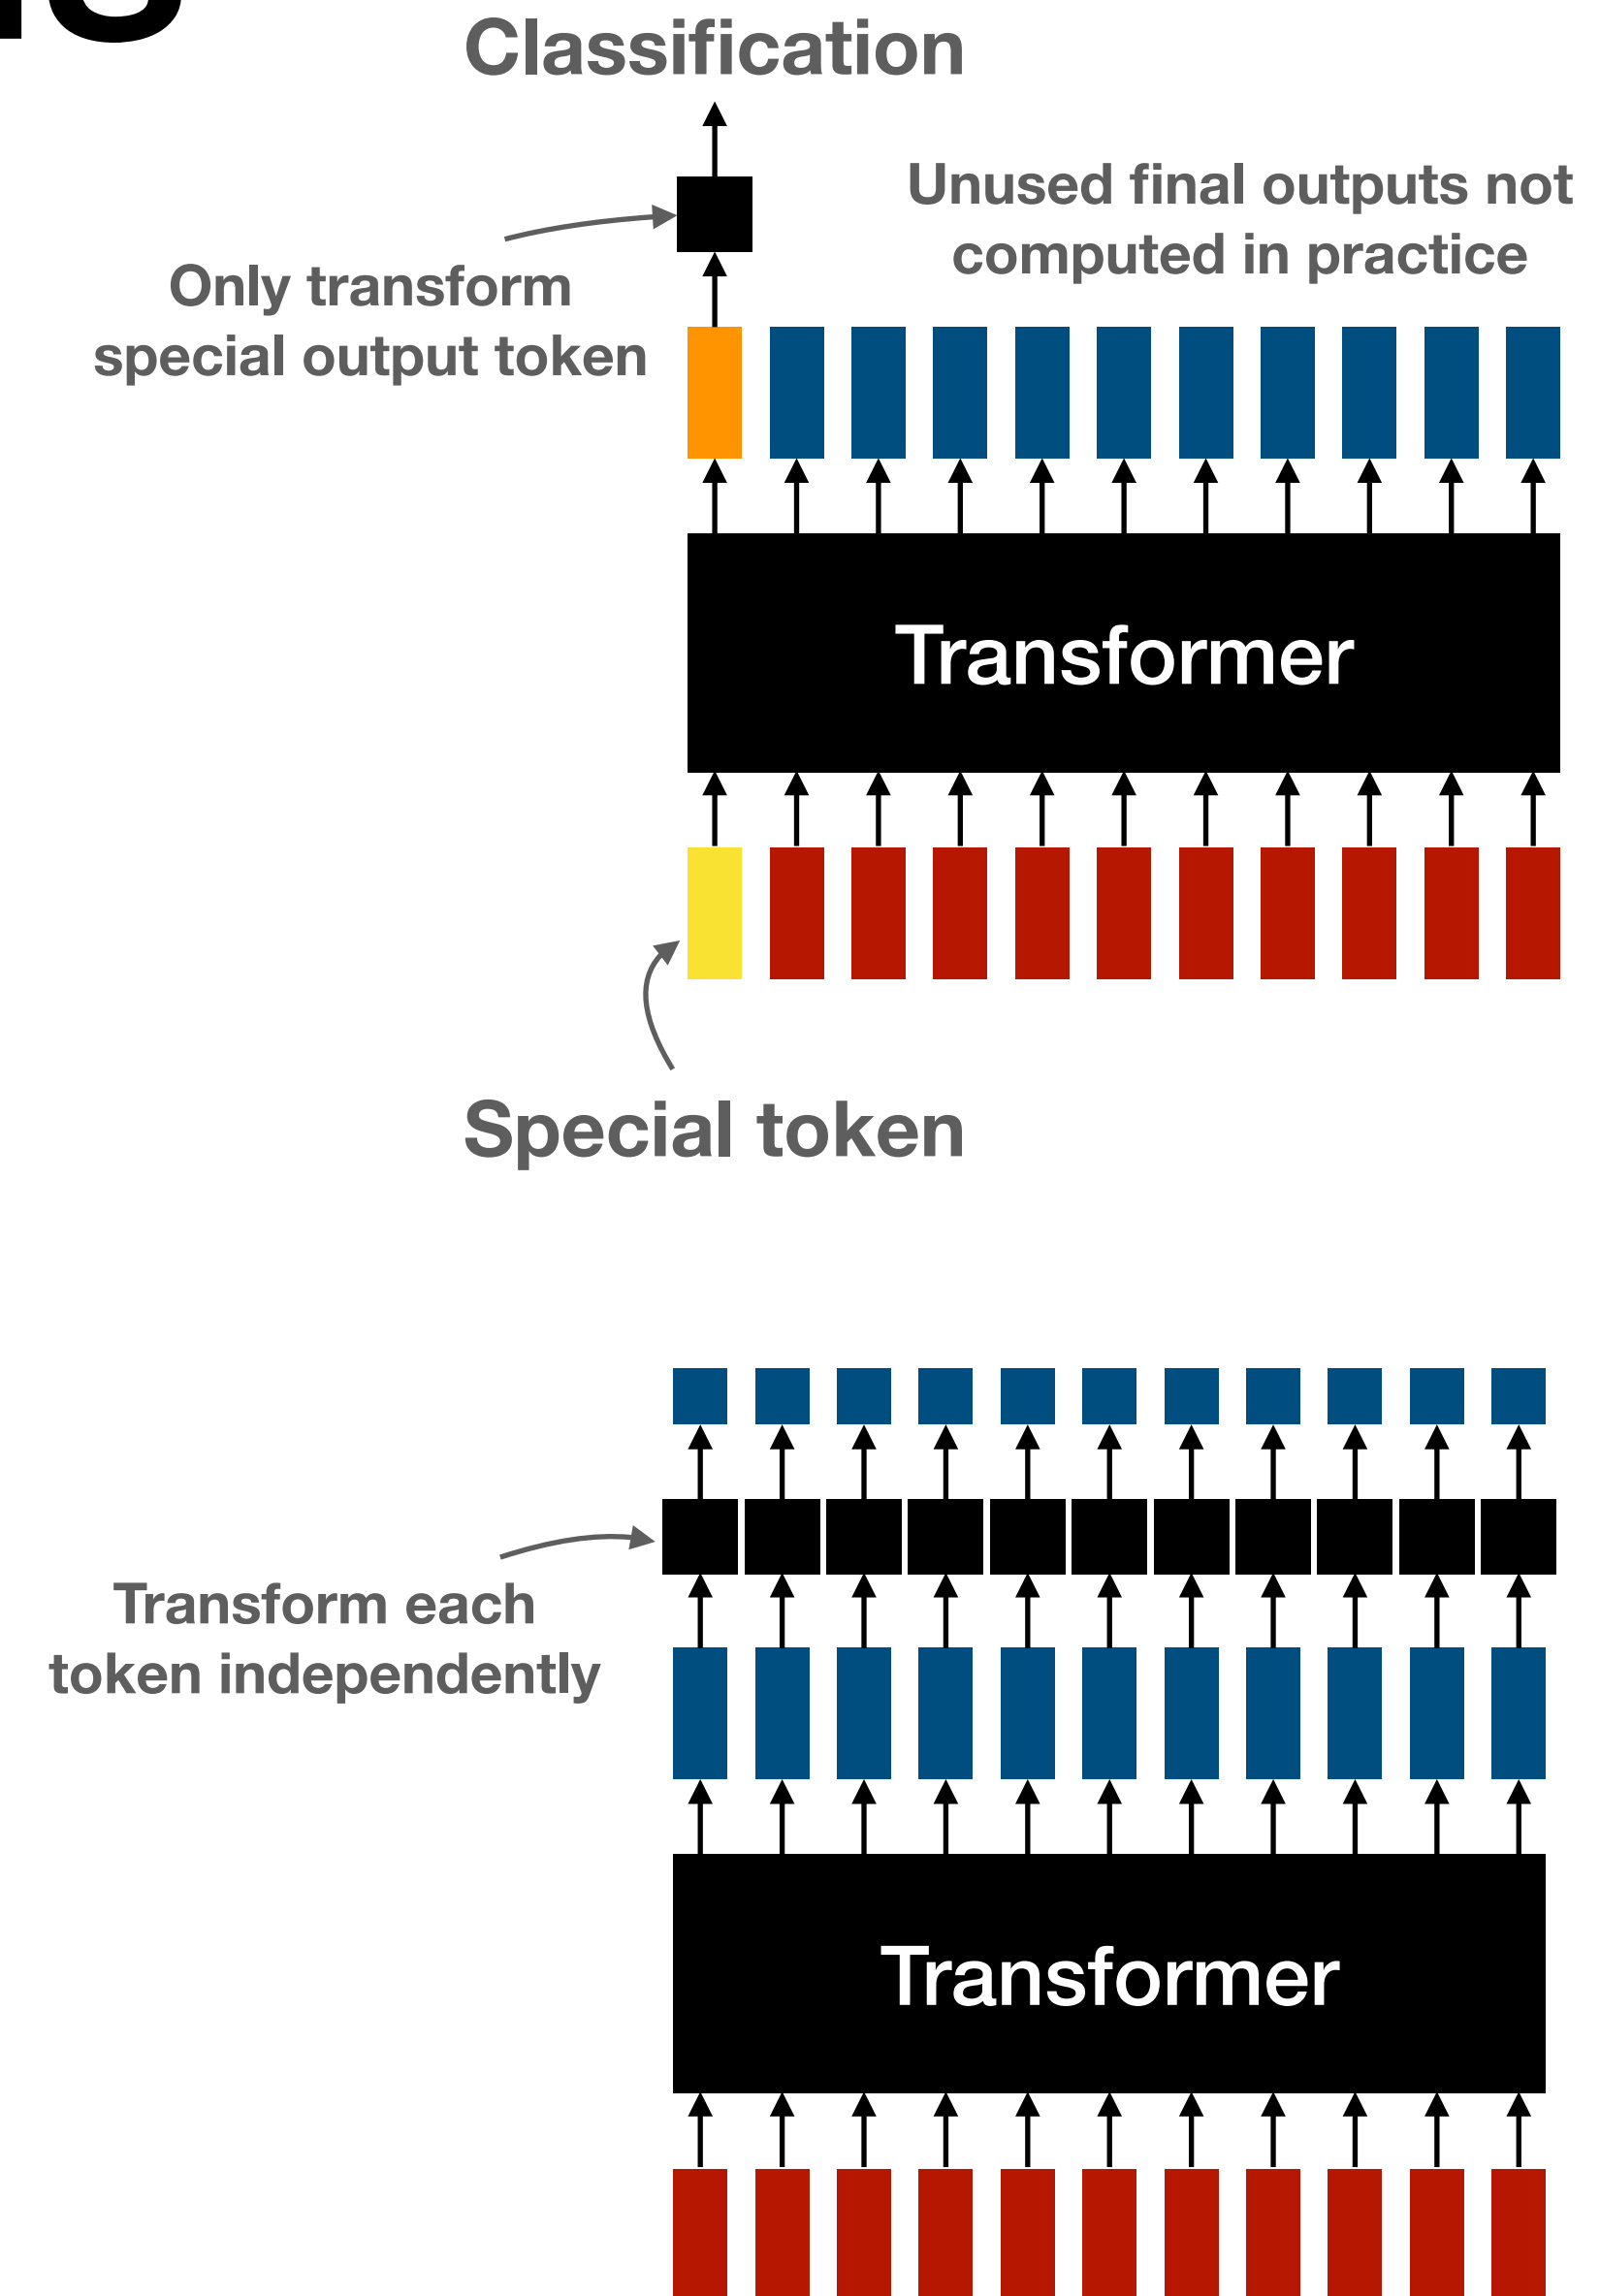 Classification
Unused final outputs not
computed in practice
Only transform
special output token
Transformer
Special token
Transform each
token independently
Transformer